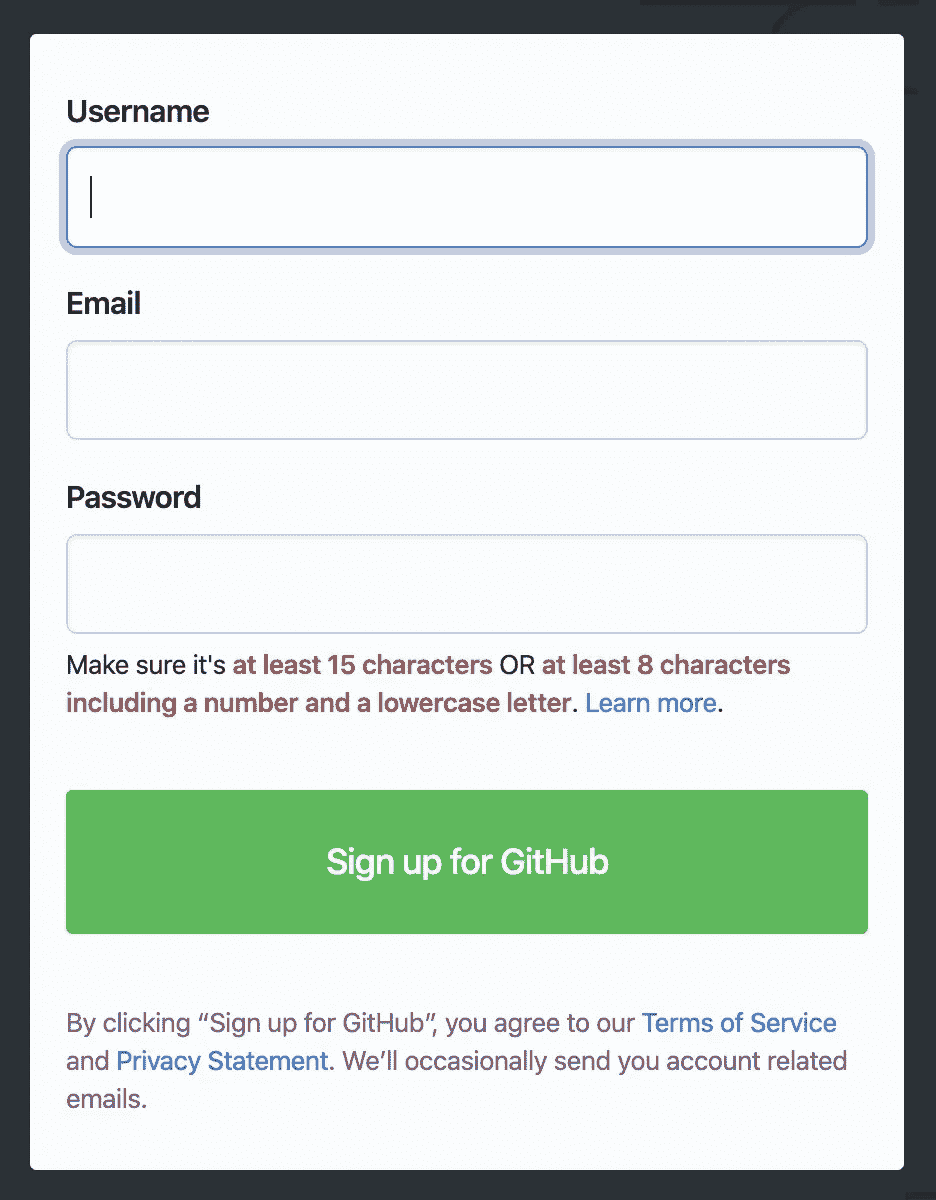 Username
Email
Password
Make sure it's at least 15 characters OR at least 8 characters
including a number and a lowercase letter. Learn more.
Sign up for GitHub
By clicking “Sign up for GitHub”, you agree to our Terms of Service
and Privacy Statement. We’ll occasionally send you account related
emails.